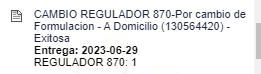 CAMBIO REGULADOR 870-Por cambio de
Formulacion - A Domicilio (130564420) -
Exitosa
Entrega: 2023-06-29
REGULADOR 870: 1